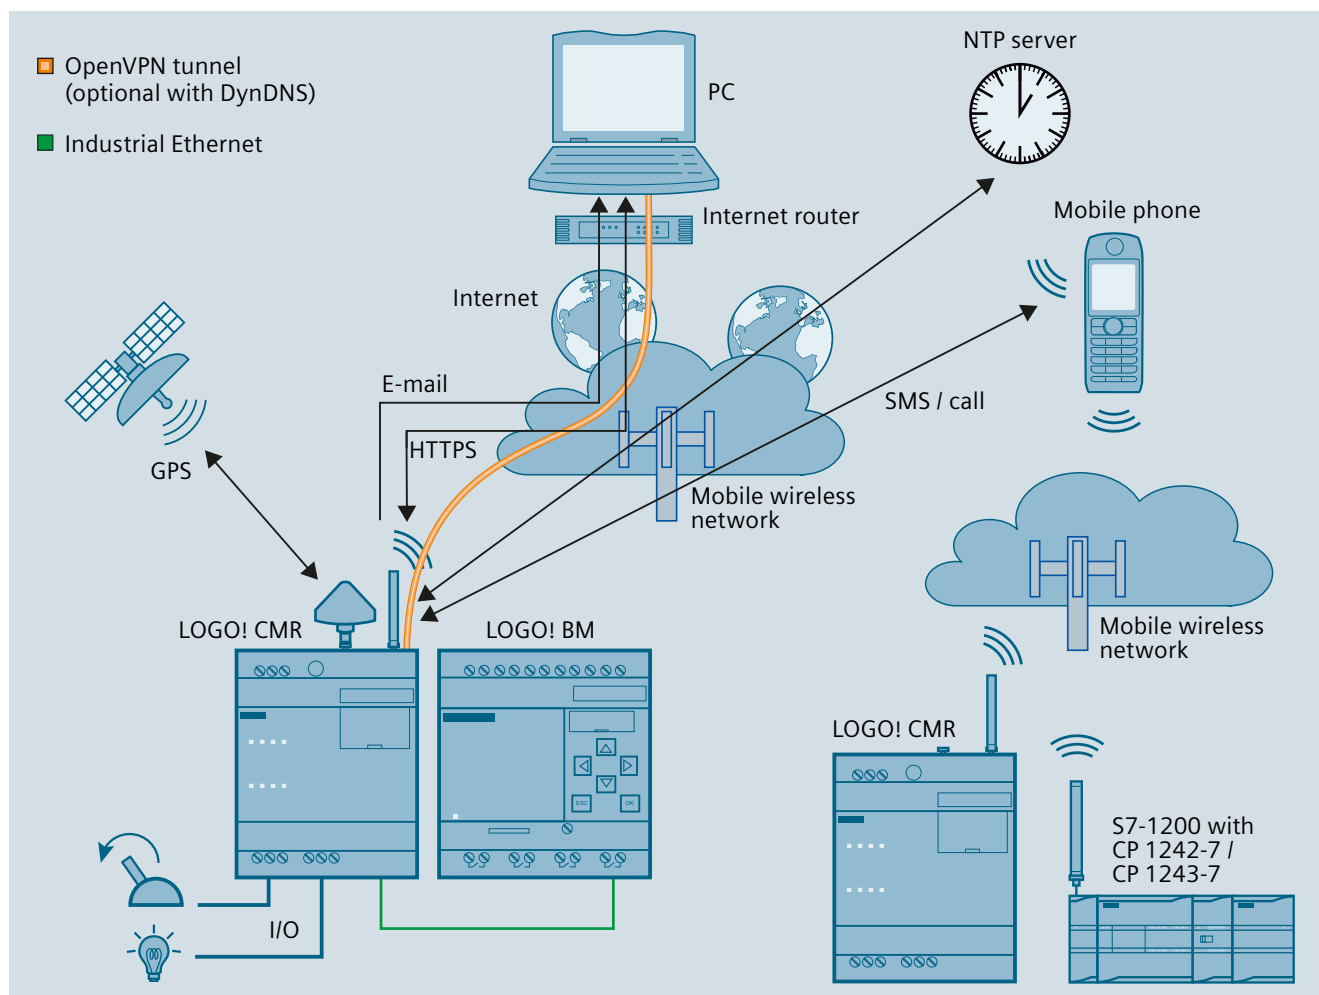 OpenVPN tunnel
(optional with DynDNS)
Industrial Ethernet
PC
NTP server
Internet router
Mobile phone
Internet
E-mail
HTTPS
SMS / call
GPS
Mobile wireless
network
LOGO! CMR
LOGO! BM
ESC
OK
I/O
Mobile wireless
network
LOGO! CMR
S7-1200 with
CP 1242-7 /
CP 1243-7